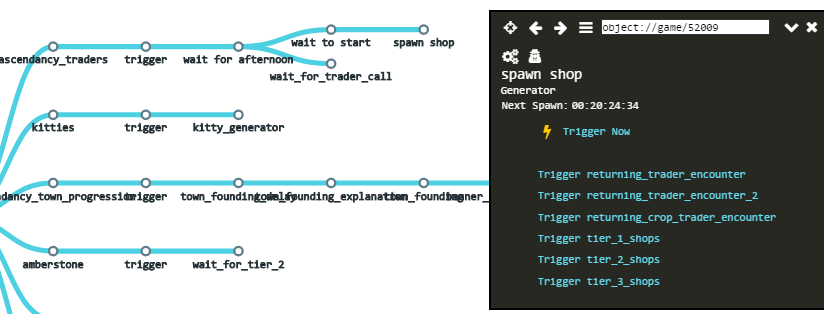 wait to start
spawn shop
ascendancy_traders
trigger
wait for afternoon
wait_for_trader_call
kitties
trigger
kitty_generator
dancy_town_progression
trigger
town_founding_delay
town_founding_explanation
town_founding
banner_
amberstone
trigger
wait_for_tier_2
object://game/52009
spawn shop
Generator
Next Spawn: 00:20:24:34
Trigger Now
Trigger returning_trader_encounter
Trigger returning_trader_encounter_2
Trigger returning_crop_trader_encounter
Trigger tier_1_shops
Trigger tier_2_shops
Trigger tier_3_shops